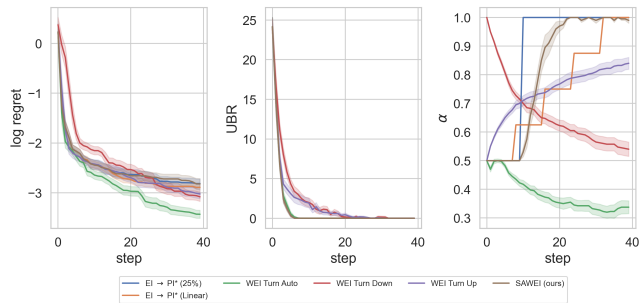 0
−1
−2
−3
log regret
0
20
40
step
25
20
15
10
5
0
UBR
0
20
40
step
1.0
0.9
0.8
0.7
0.6
0.5
0.4
0.3
α
0
20
40
step
EI → PI* (25%)
WEI Turn Auto
WEI Turn Down
WEI Turn Up
SAWEI (ours)
EI → PI* (Linear)